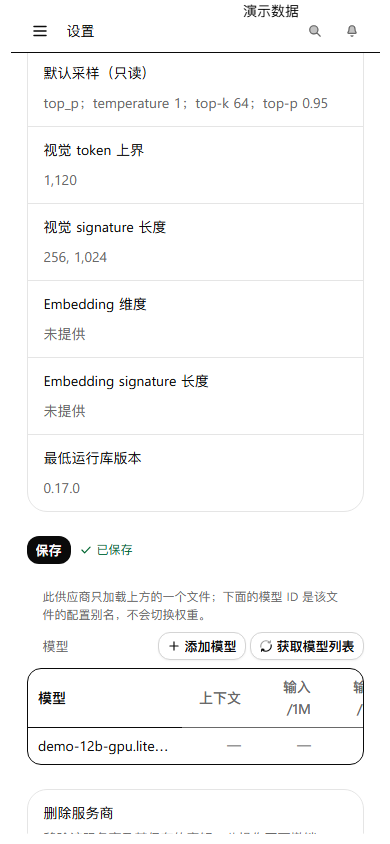 演示数据
设置
默认采样（只读）
top_p；temperature 1；top-k 64；top-p 0.95
视觉 token 上界
1,120
视觉 signature 长度
256, 1,024
Embedding 维度
未提供
Embedding signature 长度
未提供
最低运行库版本
0.17.0
保存 已保存
此供应商只加载上方的一个文件；下面的模型 ID 是该文
件的配置别名，不会切换权重。
模型 添加模型 获取模型列表
模型 上下文 输入
/1M
demo-12b-gpu.lite… — —
删除服务商